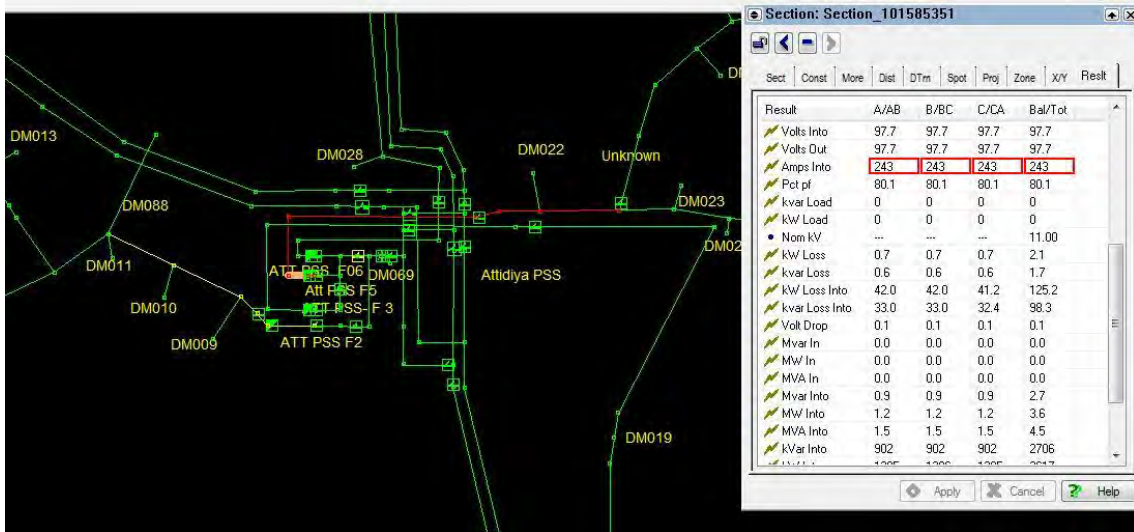 Section: Section_101585351
Sect Const More Dist DTrn Spot Proj Zone X/Y Reslt
Result A/AB B/BC C/CA Bal/Tot
Volts Into 97.7 97.7 97.7 97.7
Volts Out 97.7 97.7 97.7 97.7
Amps Into 243 243 243 243
Pct pf 80.1 80.1 80.1 80.1
kvar Load 0 0 0 0
kW Load 0 0 0 0
Nom kV --- --- --- 11.00
kW Loss 0.7 0.7 0.7 2.1
kvar Loss 0.6 0.6 0.6 1.7
kW Loss Into 42.0 42.0 41.2 125.2
kvar Loss Into 33.0 33.0 32.4 98.3
Volt Drop 0.1 0.1 0.1 0.1
Mvar In 0.0 0.0 0.0 0.0
MW In 0.0 0.0 0.0 0.0
MVA In 0.0 0.0 0.0 0.0
Mvar Into 0.9 0.9 0.9 2.7
MW Into 1.2 1.2 1.2 3.6
MVA Into 1.5 1.5 1.5 4.5
kVar Into 902 902 902 2706
Apply Cancel Help
DM013
DM028
DM022
Unknown
DM088
DM023
DM011
ATT PSS F06
DM069
Attidiya PSS
DM010
Att PSS F5
ATT PSS- F 3
DM009
ATT PSS F2
DM019